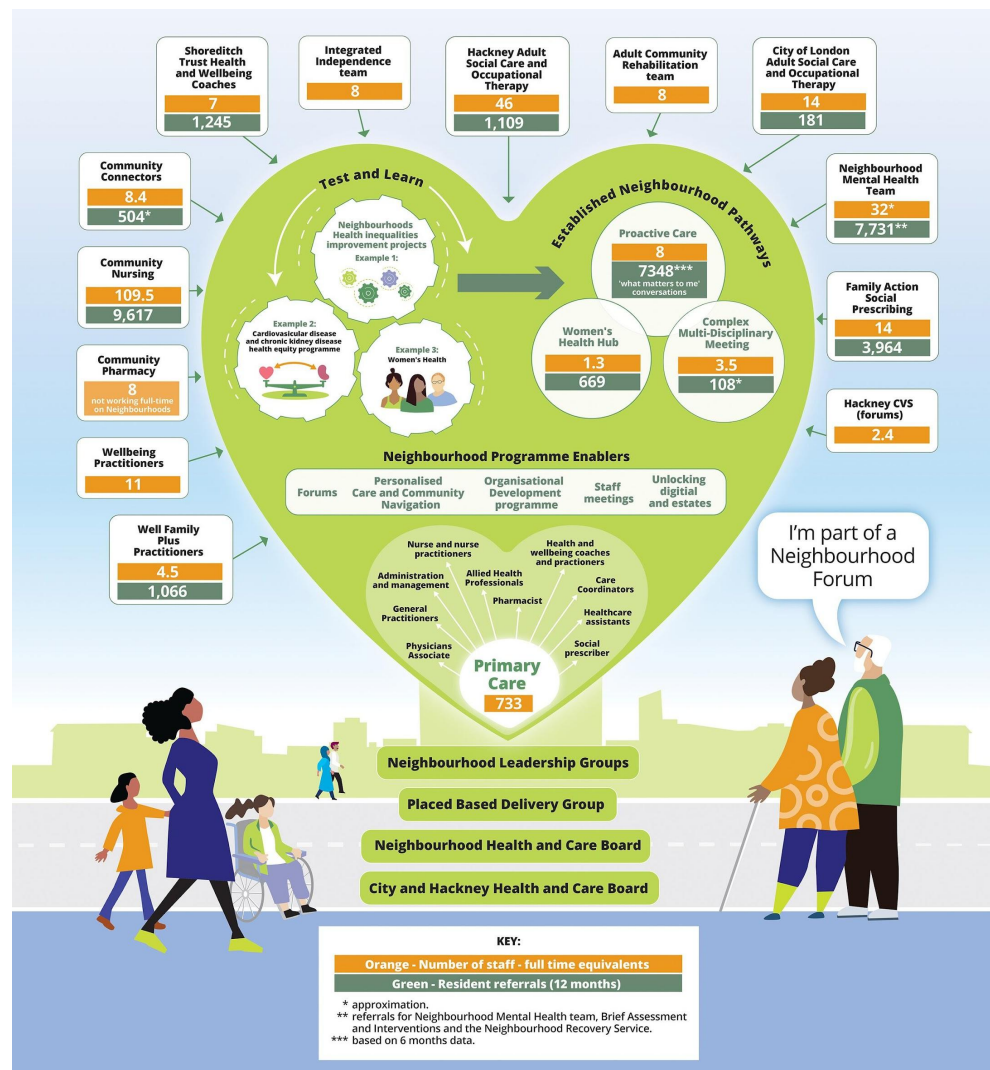 Shoreditch
Trust Health
and Wellbeing
Coaches
7
1,245
Integrated
Independence
team
8
Hackney Adult
Social Care and
Occupational
Therapy
46
1,109
Adult Community
Rehabilitation
team
8
City of London
Adult Social Care
and Occupational
Therapy
14
181
Community
Connectors
8.4
504*
Community
Nursing
109.5
9,617
Community
Pharmacy
8
not working full-time
on Neighbourhoods
Wellbeing
Practitioners
11
Well Family
Plus
Practitioners
4.5
1,066
Neighbourhood
Mental Health
Team
32*
7,731**
Family Action
Social
Prescribing
14
3,964
Hackney CVS
(forums)
2.4
Test and Learn
Neighbourhoods
Health inequalities
improvement projects
Example 1:
Example 2:
Cardiovasicular disease
and chronic kidney disease
health equity programme
Example 3:
Women's Health
Established Neighbourhood Pathways
Proactive Care
8
7348***
'what matters to me'
conversations
Women's
Health Hub
1.3
669
Complex
Multi-Disciplinary
Meeting
3.5
108*
Neighbourhood Programme Enablers
Forums
Personalised
Care and Community
Navigation
Organisational
Development
programme
Staff
meetings
Unlocking
digitial
and estates
Nurse and nurse
practitioners
Health and
wellbeing coaches
and practioners
Administration
and management
Allied Health
Professionals
Care
Coordinators
Pharmacist
General
Practitioners
Healthcare
assistants
Physicians
Associate
Social
prescriber
Primary
Care
733
I'm part of a
Neighbourhood
Forum
Neighbourhood Leadership Groups
Placed Based Delivery Group
Neighbourhood Health and Care Board
City and Hackney Health and Care Board
KEY:
Orange - Number of staff - full time equivalents
Green - Resident referrals (12 months)
* approximation.
** referrals for Neighbourhood Mental Health team, Brief Assessment
and Interventions and the Neighbourhood Recovery Service.
*** based on 6 months data.